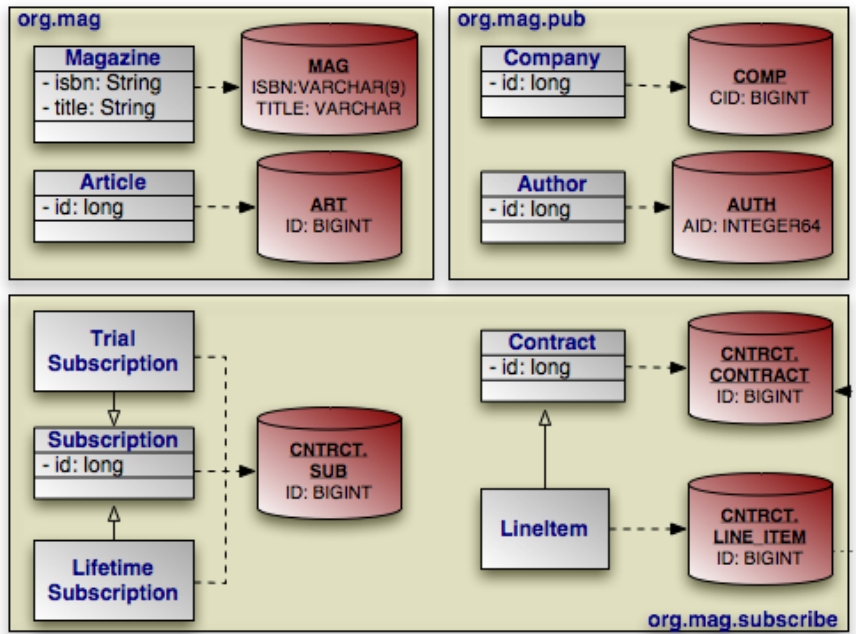 org.mag
Magazine
- isbn: String
- title: String
MAG
ISBN:VARCHAR(9)
TITLE: VARCHAR
Article
- id: long
ART
ID: BIGINT
org.mag.pub
Company
- id: long
COMP
CID: BIGINT
Author
- id: long
AUTH
AID: INTEGER64
Trial
Subscription
Subscription
- id: long
Lifetime
Subscription
CNTRCT.
SUB
ID: BIGINT
Contract
- id: long
CNTRCT.
CONTRACT
ID: BIGINT
LineItem
CNTRCT.
LINE_ITEM
ID: BIGINT
org.mag.subscribe